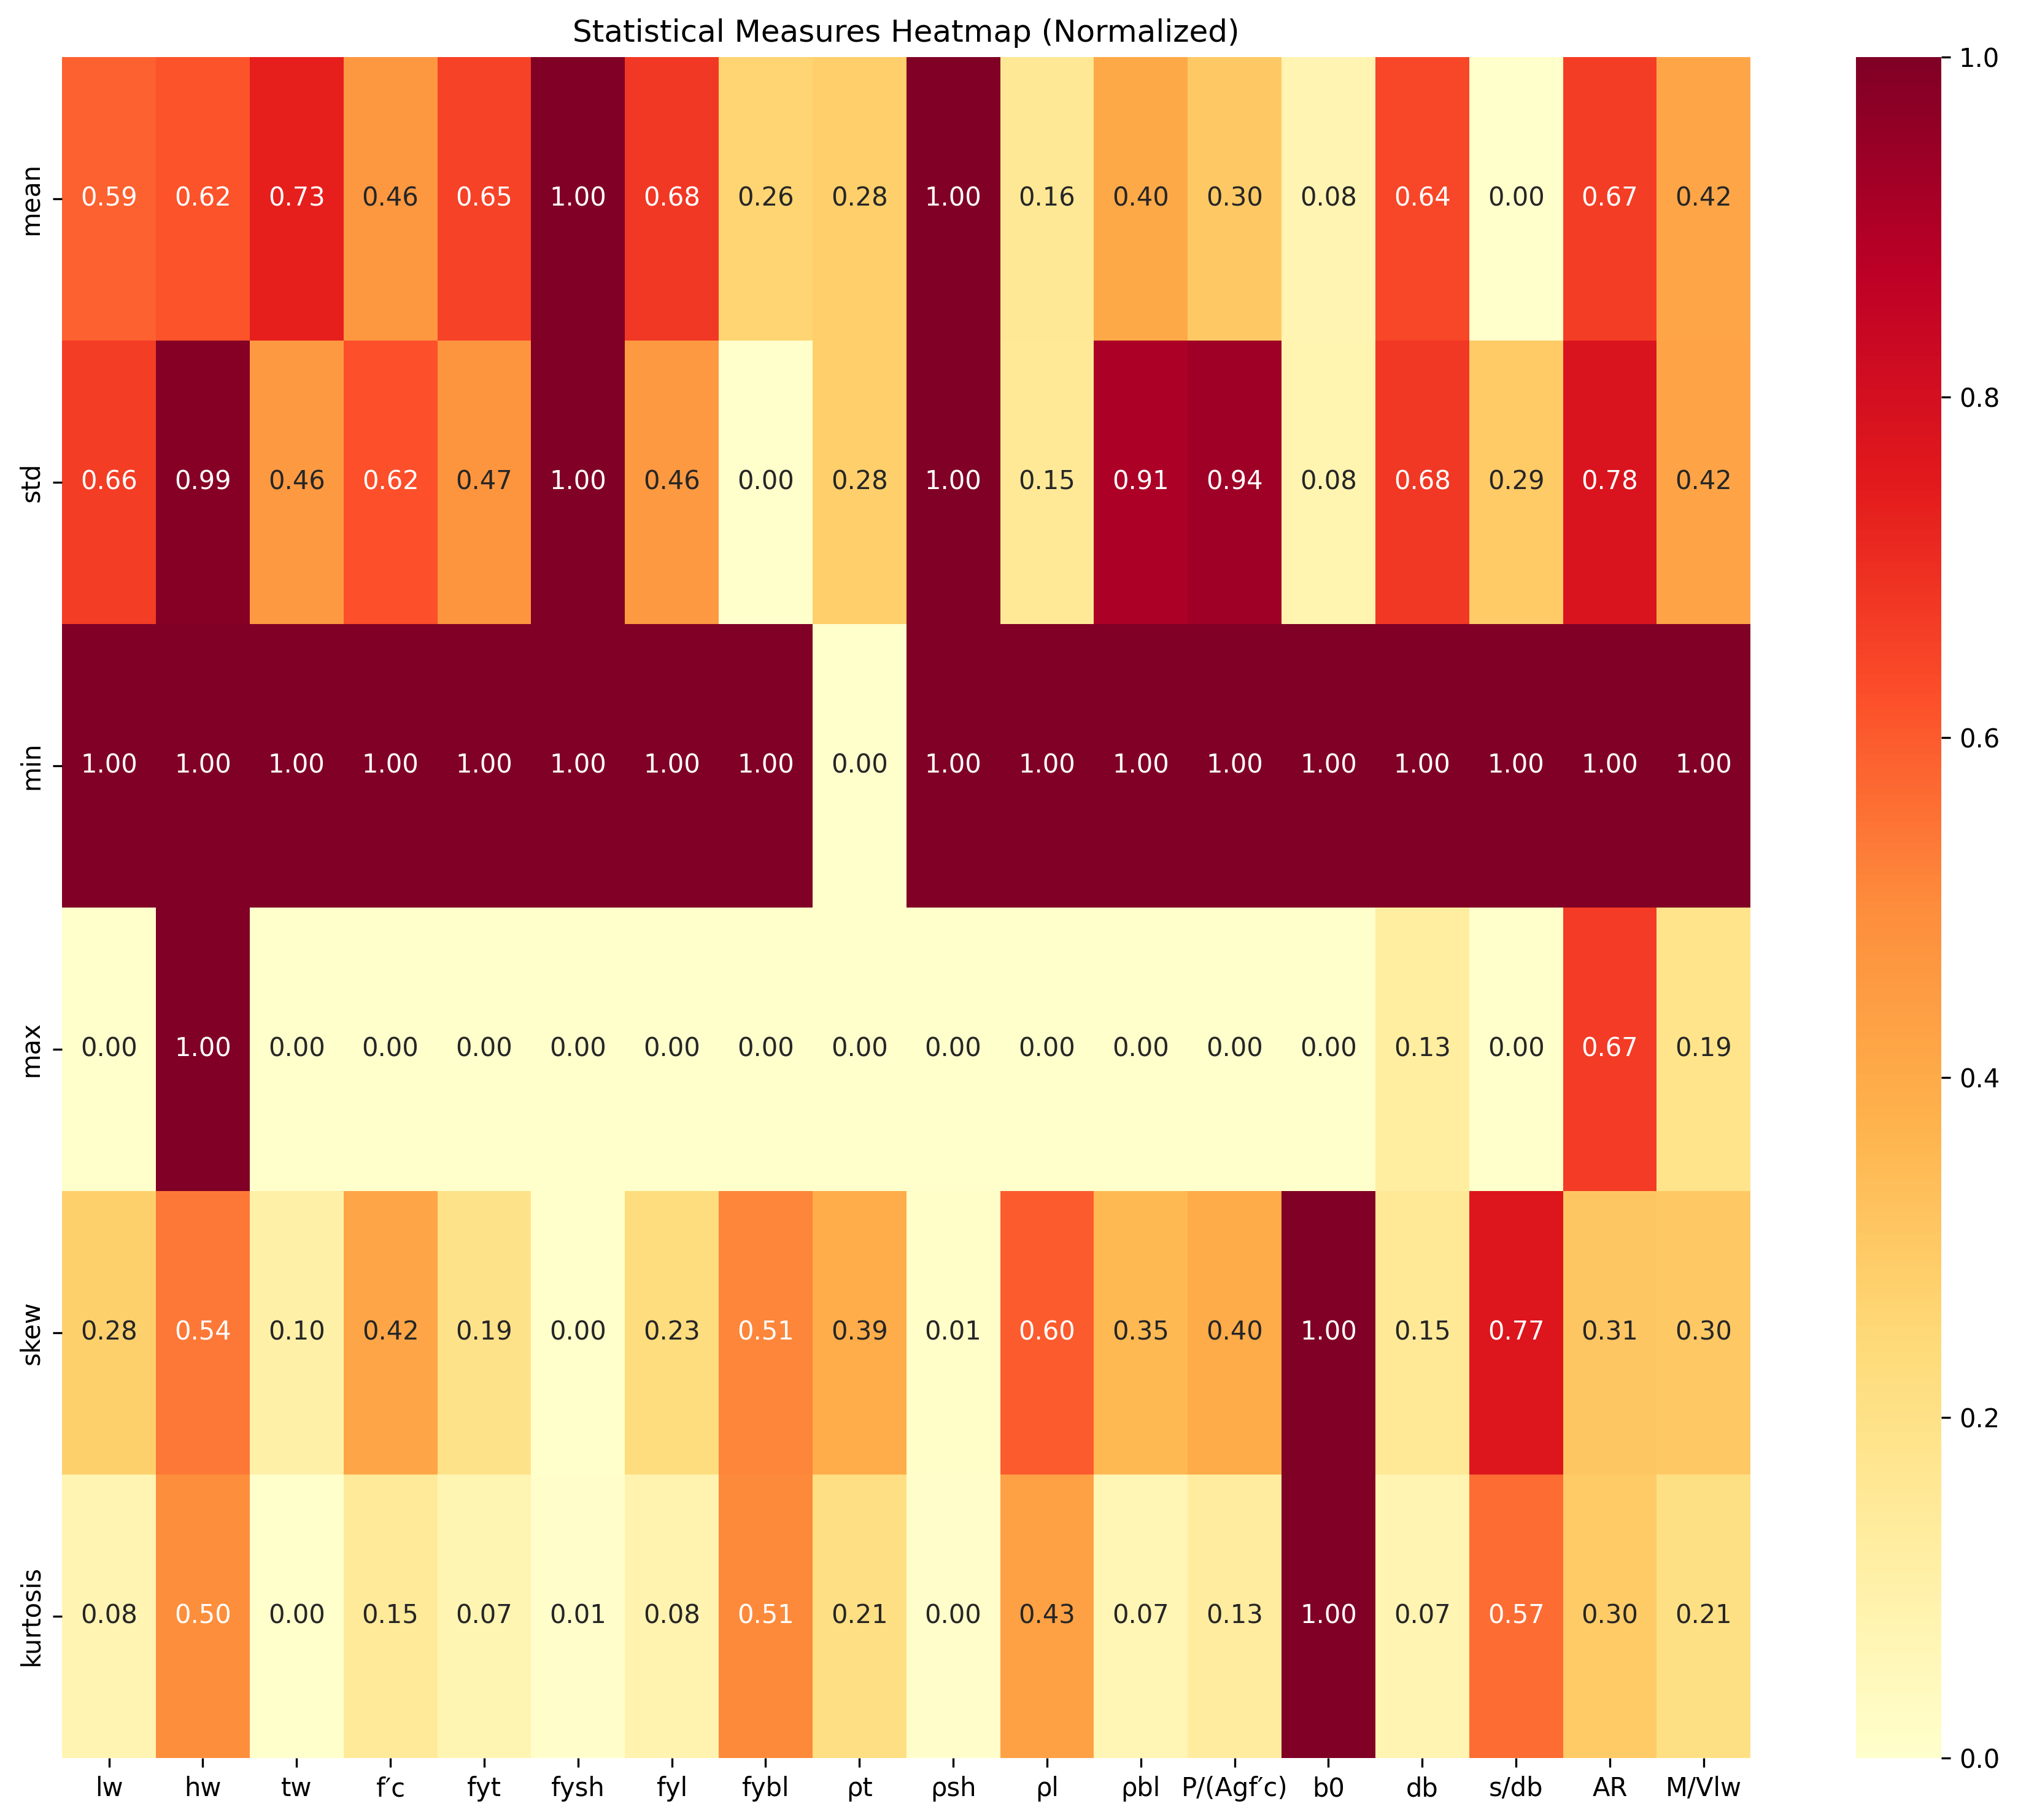 Statistical Measures Heatmap (Normalized)
1.0
mean 0.59 0.62 0.73 0.46 0.65 1.00 0.68 0.26 0.28 1.00 0.16 0.40 0.30 0.08 0.64 0.00 0.67 0.42
0.8
std 0.66 0.99 0.46 0.62 0.47 1.00 0.46 0.00 0.28 1.00 0.15 0.91 0.94 0.08 0.68 0.29 0.78 0.42
0.6
min 1.00 1.00 1.00 1.00 1.00 1.00 1.00 1.00 0.00 1.00 1.00 1.00 1.00 1.00 1.00 1.00 1.00 1.00
max 0.00 1.00 0.00 0.00 0.00 0.00 0.00 0.00 0.00 0.00 0.00 0.00 0.00 0.00 0.13 0.00 0.67 0.19
0.4
skew 0.28 0.54 0.10 0.42 0.19 0.00 0.23 0.51 0.39 0.01 0.60 0.35 0.40 1.00 0.15 0.77 0.31 0.30
0.2
kurtosis 0.08 0.50 0.00 0.15 0.07 0.01 0.08 0.51 0.21 0.00 0.43 0.07 0.13 1.00 0.07 0.57 0.30 0.21
0.0
lw hw tw f′c fyt fysh fyl fybl ρt ρsh ρl ρbl P/(Agf′c) b0 db s/db AR M/Vlw